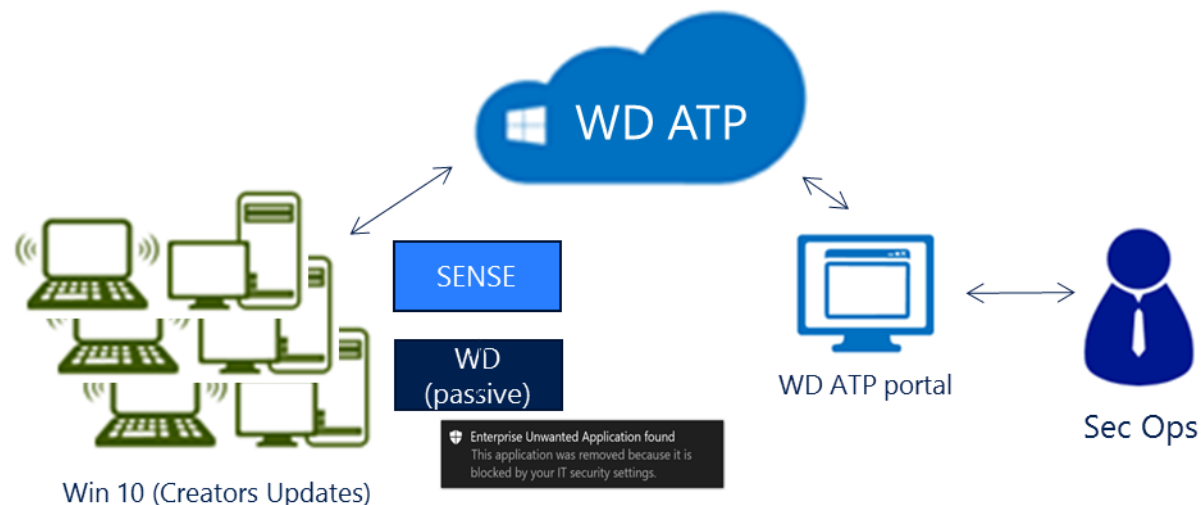 WD ATP
SENSE
WD
(passive)
Enterprise Unwanted Application found
This application was removed because it is
blocked by your IT security settings.
Win 10 (Creators Updates)
WD ATP portal
Sec Ops